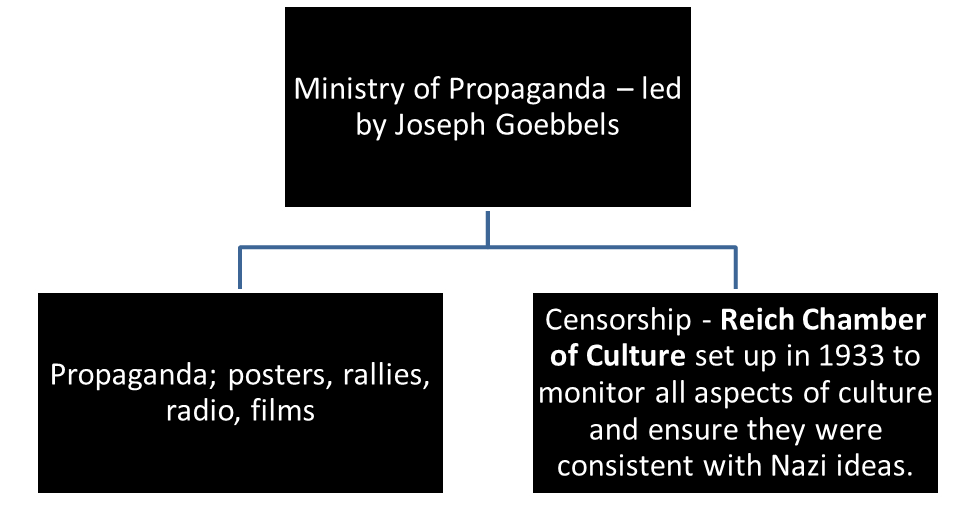 Ministry of Propaganda – led
by Joseph Goebbels
Propaganda; posters, rallies,
radio, films
Censorship - Reich Chamber
of Culture set up in 1933 to
monitor all aspects of culture
and ensure they were
consistent with Nazi ideas.